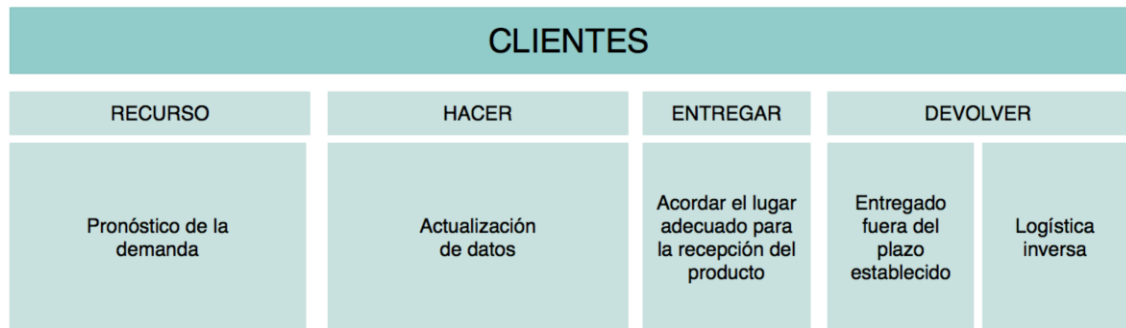 CLIENTES
RECURSO
HACER
ENTREGAR
DEVOLVER
Pronóstico de la
demanda
Actualización
de datos
Acordar el lugar
adecuado para
la recepción del
producto
Entregado
fuera del
plazo
establecido
Logística
inversa